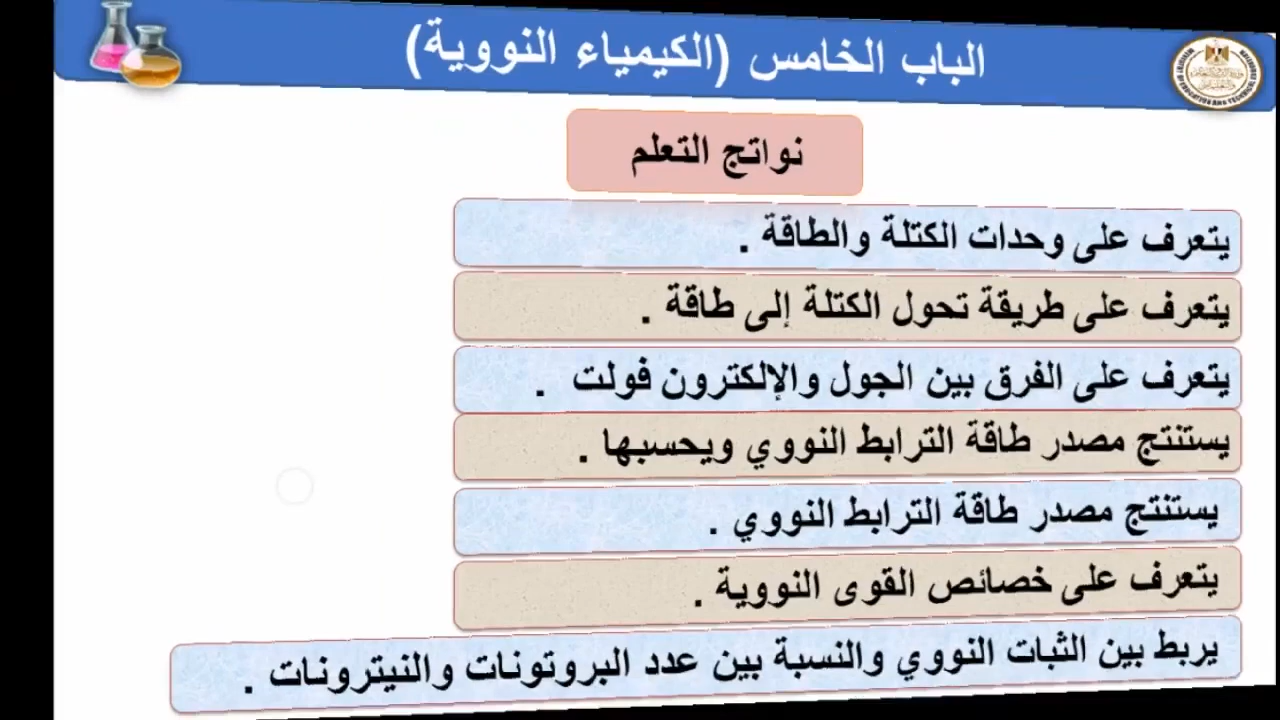 الباب الخامس (الكيمياء النووية)
نواتج التعلم
يتعرف على وحدات الكتلة والطاقة .
يتعرف على طريقة تحول الكتلة إلى طاقة .
يتعرف على الفرق بين الجول والإلكترون فولت .
يستنتج مصدر طاقة الترابط النووي ويحسبها .
يستنتج مصدر طاقة الترابط النووي .
يتعرف على خصائص القوى النووية .
يربط بين الثبات النووي والنسبة بين عدد البروتونات والنيترونات .